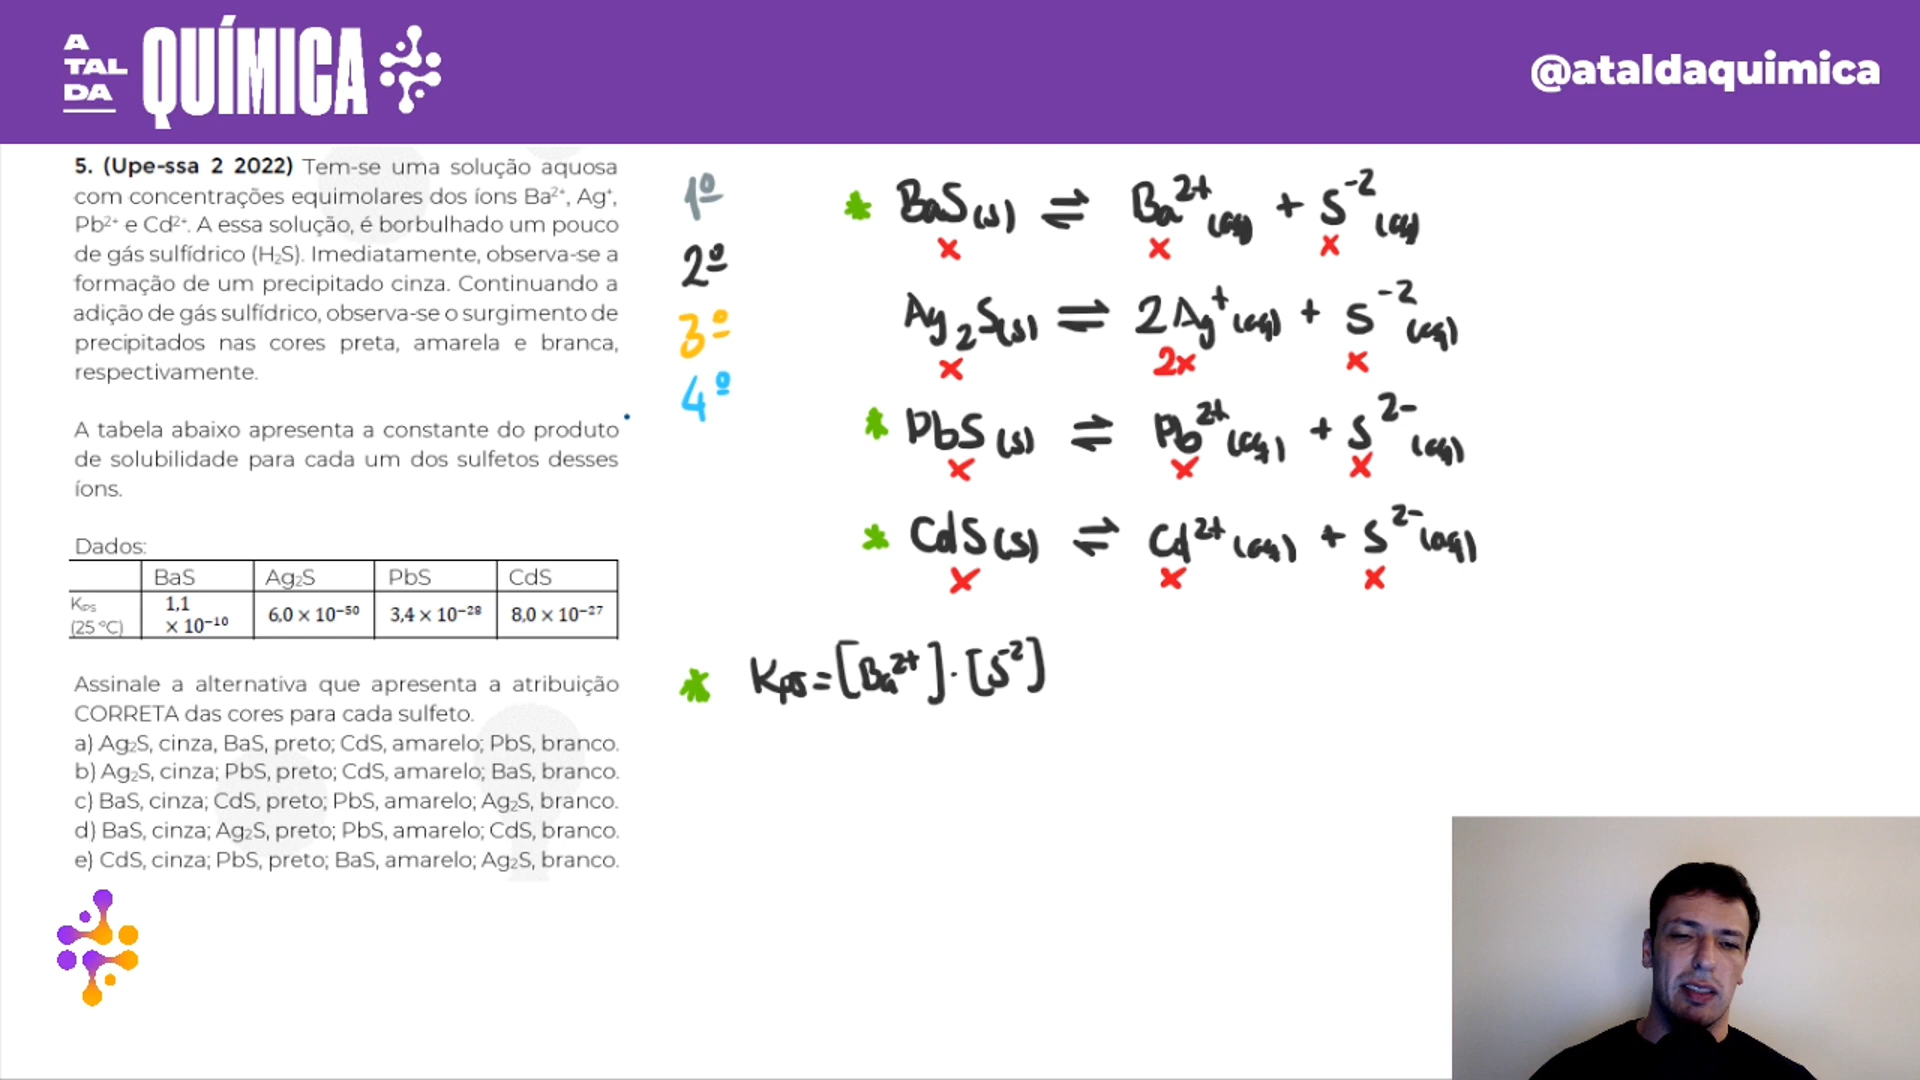 A
TAL
DA
QUÍMICA
@ataldaquimica
5. (Upe-ssa 2 2022) Tem-se uma solução aquosa
com concentrações equimolares dos íons Ba²⁺, Ag⁺,
Pb²⁺ e Cd²⁺. A essa solução, é borbulhado um pouco
de gás sulfídrico (H₂S). Imediatamente, observa-se a
formação de um precipitado cinza. Continuando a
adição de gás sulfídrico, observa-se o surgimento de
precipitados nas cores preta, amarela e branca,
respectivamente.
A tabela abaixo apresenta a constante do produto
de solubilidade para cada um dos sulfetos desses
íons.
Dados:
BaS Ag₂S PbS CdS
Kₚₛ (25 °C) 1,1 × 10⁻¹⁰ 6,0 × 10⁻⁵⁰ 3,4 × 10⁻²⁸ 8,0 × 10⁻²⁷
Assinale a alternativa que apresenta a atribuição
CORRETA das cores para cada sulfeto.
a) Ag₂S, cinza, BaS, preto; CdS, amarelo; PbS, branco.
b) Ag₂S, cinza; PbS, preto; CdS, amarelo; BaS, branco.
c) BaS, cinza; CdS, preto; PbS, amarelo; Ag₂S, branco.
d) BaS, cinza; Ag₂S, preto; PbS, amarelo; CdS, branco.
e) CdS, cinza; PbS, preto; BaS, amarelo; Ag₂S, branco.
1º
2º
3º
4º
* BaS(s) ⇌ Ba²⁺(aq) + S⁻²(aq)
x x x
Ag₂S(s) ⇌ 2Ag⁺(aq) + S⁻²(aq)
x 2x x
* PbS(s) ⇌ Pb²⁺(aq) + S²⁻(aq)
x x x
* CdS(s) ⇌ Cd²⁺(aq) + S²⁻(aq)
x x x
* Kps = [Ba²⁺] · [S⁻²]